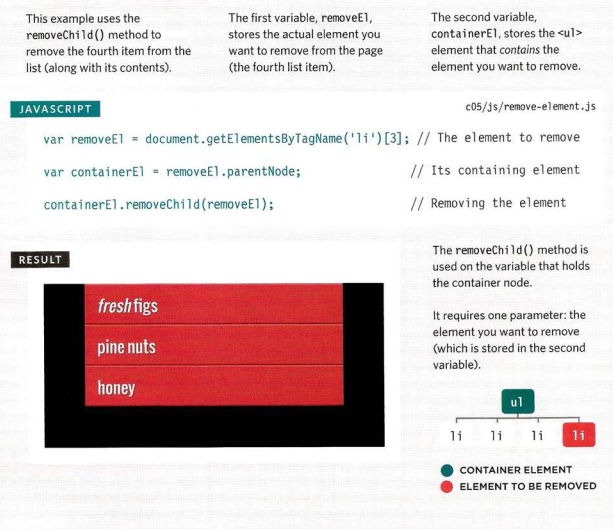 This example uses the
removeChild() method to
remove the fourth item from the
list (along with its contents).
The first variable, removeEl,
stores the actual element you
want to remove from the page
(the fourth list item).
The second variable,
containerEl, stores the <ul>
element that contains the
element you want to remove.
JAVASCRIPT
c05/js/remove-element.js
var removeEl = document.getElementsByTagName('li')[3]; // The element to remove
var containerEl = removeEl.parentNode; // Its containing element
containerEl.removeChild(removeEl); // Removing the element
RESULT
fresh figs
pine nuts
honey
The removeChild() method is
used on the variable that holds
the container node.
It requires one parameter: the
element you want to remove
(which is stored in the second
variable).
ul
li li li li
CONTAINER ELEMENT
ELEMENT TO BE REMOVED